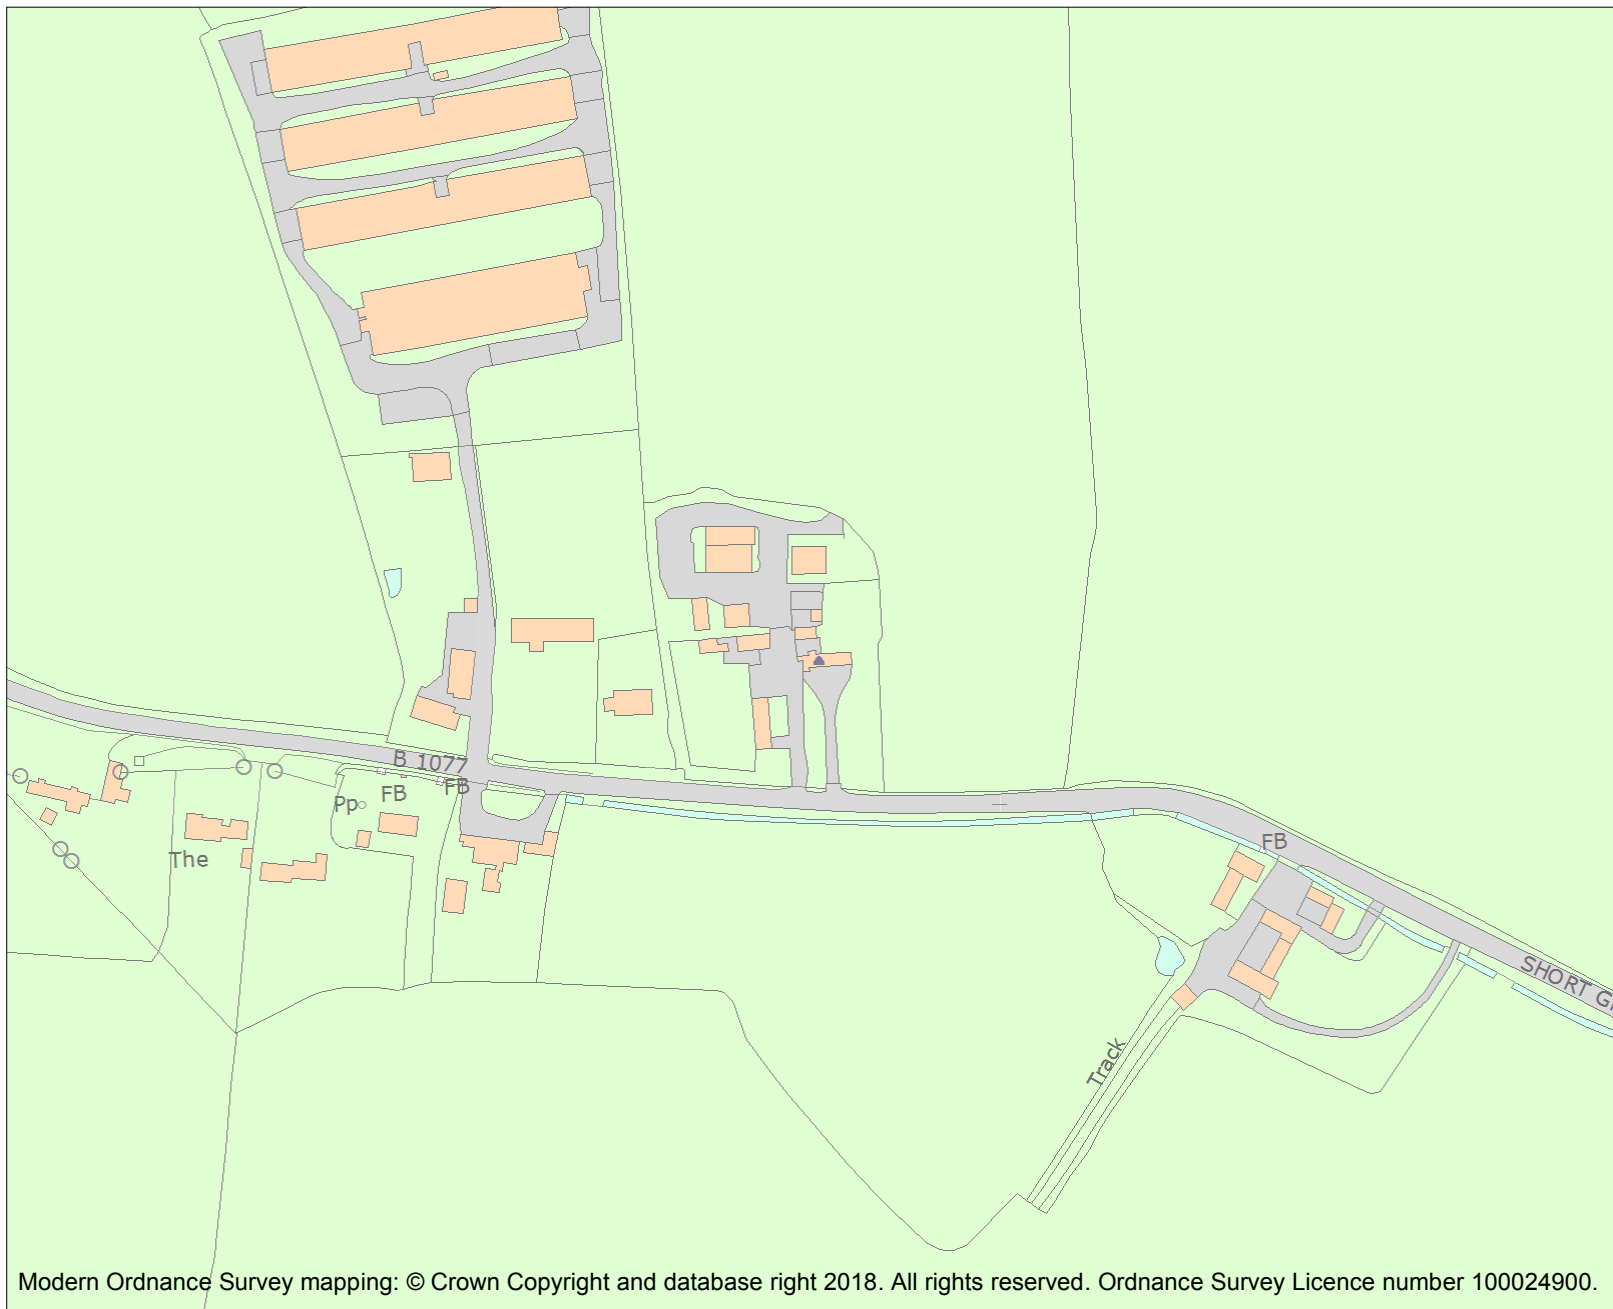 B 1077
FB
FB
Pp
The
FB
SHORT G
Track
Modern Ordnance Survey mapping: © Crown Copyright and database right 2018. All rights reserved. Ordnance Survey Licence number 100024900.